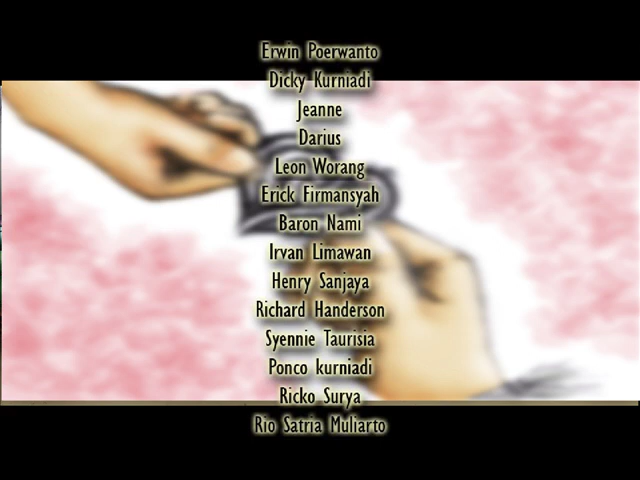 Erwin Poerwanto
Dicky Kurniadi
Jeanne
Darius
Leon Worang
Erick Firmansyah
Baron Nami
Irvan Limawan
Henry Sanjaya
Richard Handerson
Syennie Taurisia
Ponco kurniadi
Ricko Surya
Rio Satria Muliarto